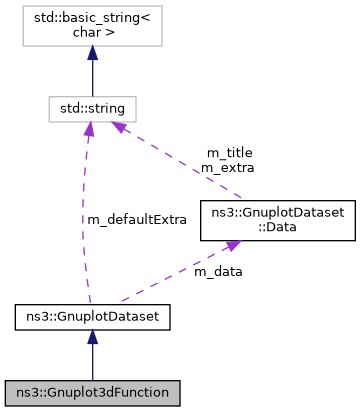 std::basic_string<
char >
std::string
m_title
m_extra
ns3::GnuplotDataset
::Data
m_defaultExtra
m_data
ns3::GnuplotDataset
ns3::Gnuplot3dFunction